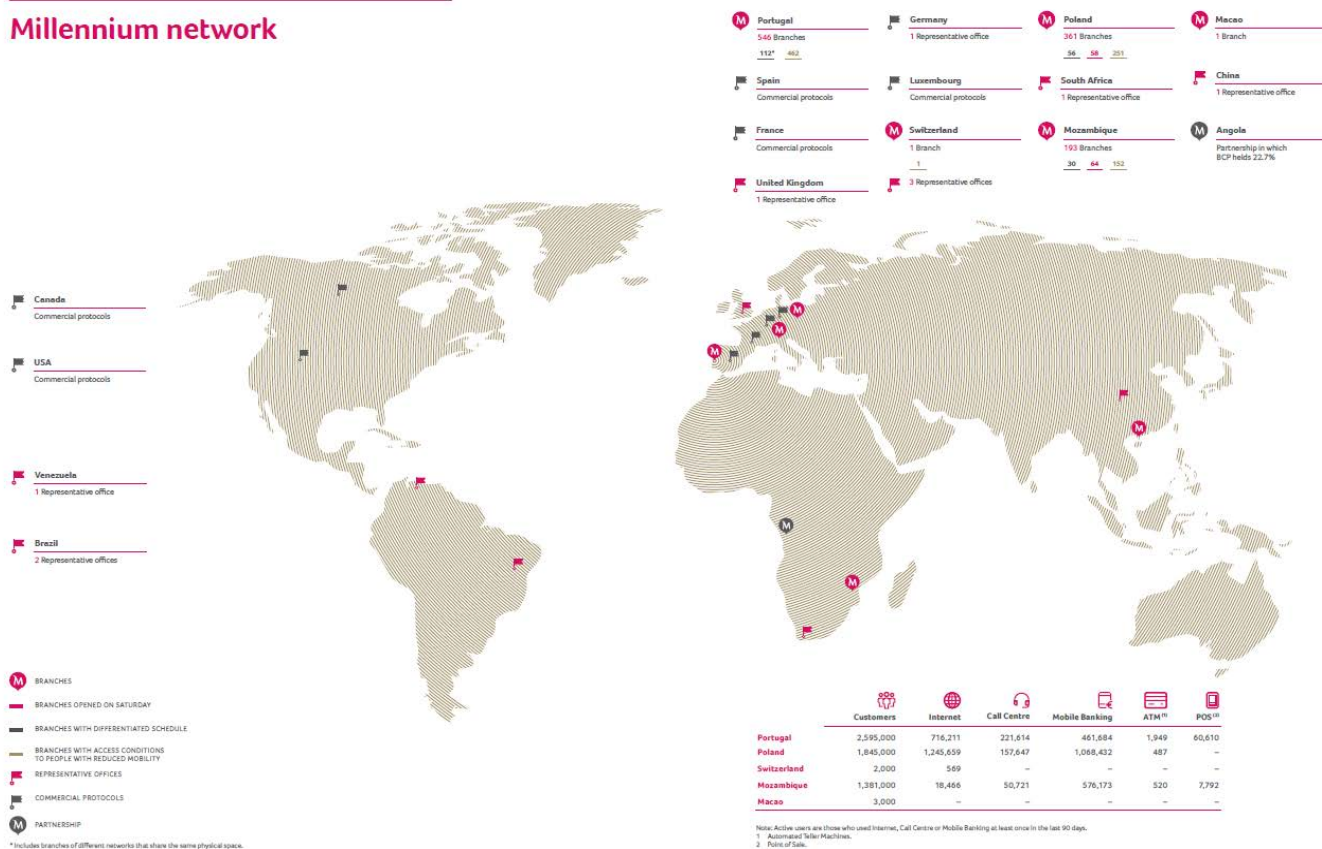 Millennium network
Portugal
546 Branches
112* 462
Germany
1 Representative office
Poland
361 Branches
56 58 251
Macao
1 Branch
Spain
Commercial protocols
Luxembourg
Commercial protocols
South Africa
1 Representative office
China
1 Representative office
France
Commercial protocols
Switzerland
1 Branch
1
3 Representative offices
Mozambique
193 Branches
30 64 152
Angola
Partnership in which
BCP helds 22.7%
United Kingdom
1 Representative office
Canada
Commercial protocols
USA
Commercial protocols
Venezuela
1 Representative office
Brazil
2 Representative offices
M BRANCHES
BRANCHES OPENED ON SATURDAY
BRANCHES WITH DIFFERENTIATED SCHEDULE
BRANCHES WITH ACCESS CONDITIONS
TO PEOPLE WITH REDUCED MOBILITY
REPRESENTATIVE OFFICES
COMMERCIAL PROTOCOLS
M PARTNERSHIP
* Includes branches of different networks that share the same physical space.
Customers Internet Call Centre Mobile Banking ATM (1) POS (2)
Portugal 2,595,000 716,211 221,614 461,684 1,949 60,610
Poland 1,845,000 1,245,659 157,647 1,068,432 487 –
Switzerland 2,000 569 – – – –
Mozambique 1,381,000 18,466 50,721 576,173 520 7,792
Macao 3,000 – – – – –
Note: Active users are those who used Internet, Call Centre or Mobile Banking at least once in the last 90 days.
1 Automated Teller Machines.
2 Point of Sale.